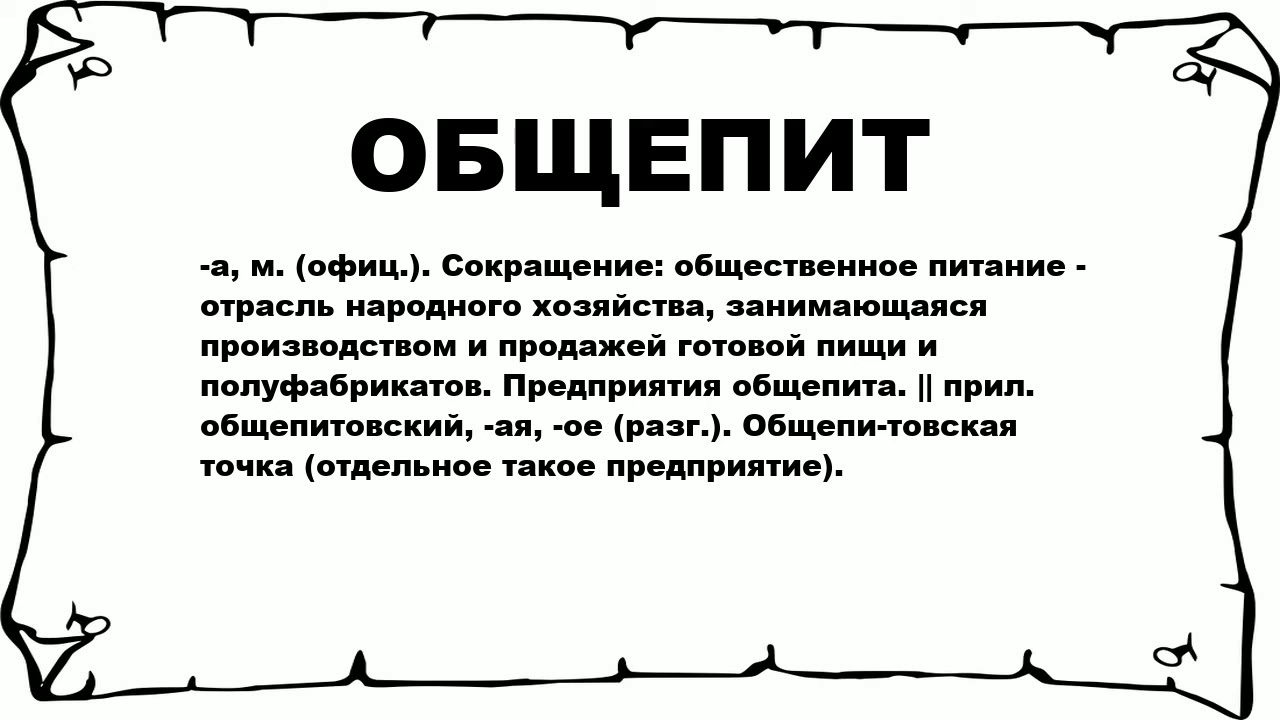 ОБЩЕПИТ
-а, м. (офиц.). Сокращение: общественное питание -
отрасль народного хозяйства, занимающаяся
производством и продажей готовой пищи и
полуфабрикатов. Предприятия общепита. || прил.
общепитовский, -ая, -ое (разг.). Общепи-товская
точка (отдельное такое предприятие).